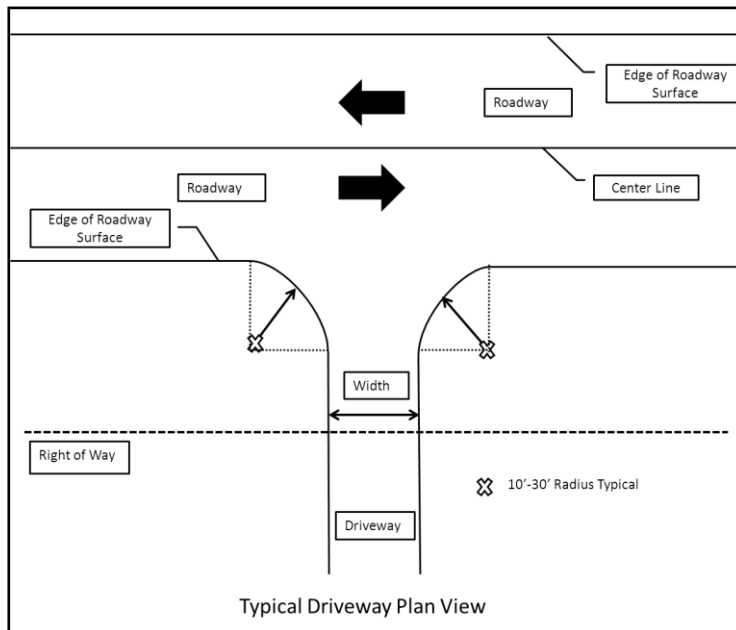 Edge of Roadway
Surface
Roadway
Center Line
Roadway
Edge of Roadway
Surface
Width
Right of Way
10’-30’ Radius Typical
Driveway
Typical Driveway Plan View